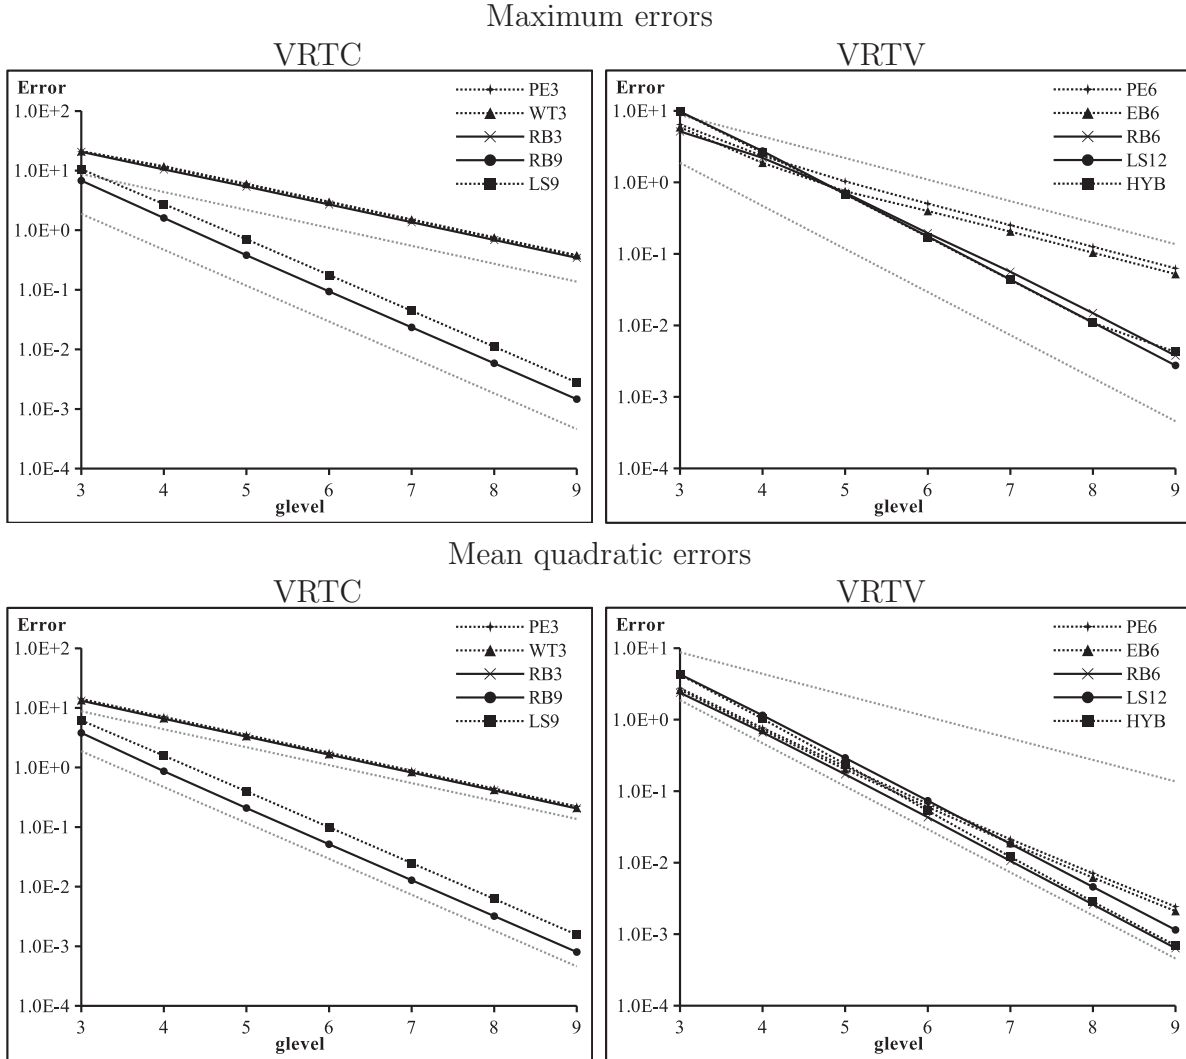 Maximum errors
VRTC
VRTV
Error
PE3
WT3
RB3
RB9
LS9
1.0E+2
1.0E+1
1.0E+0
1.0E-1
1.0E-2
1.0E-3
1.0E-4
3 4 5 6 7 8 9
glevel
Error
PE6
EB6
RB6
LS12
HYB
1.0E+1
1.0E+0
1.0E-1
1.0E-2
1.0E-3
1.0E-4
3 4 5 6 7 8 9
glevel
Mean quadratic errors
VRTC
VRTV
Error
PE3
WT3
RB3
RB9
LS9
1.0E+2
1.0E+1
1.0E+0
1.0E-1
1.0E-2
1.0E-3
1.0E-4
3 4 5 6 7 8 9
glevel
Error
PE6
EB6
RB6
LS12
HYB
1.0E+1
1.0E+0
1.0E-1
1.0E-2
1.0E-3
1.0E-4
3 4 5 6 7 8 9
glevel